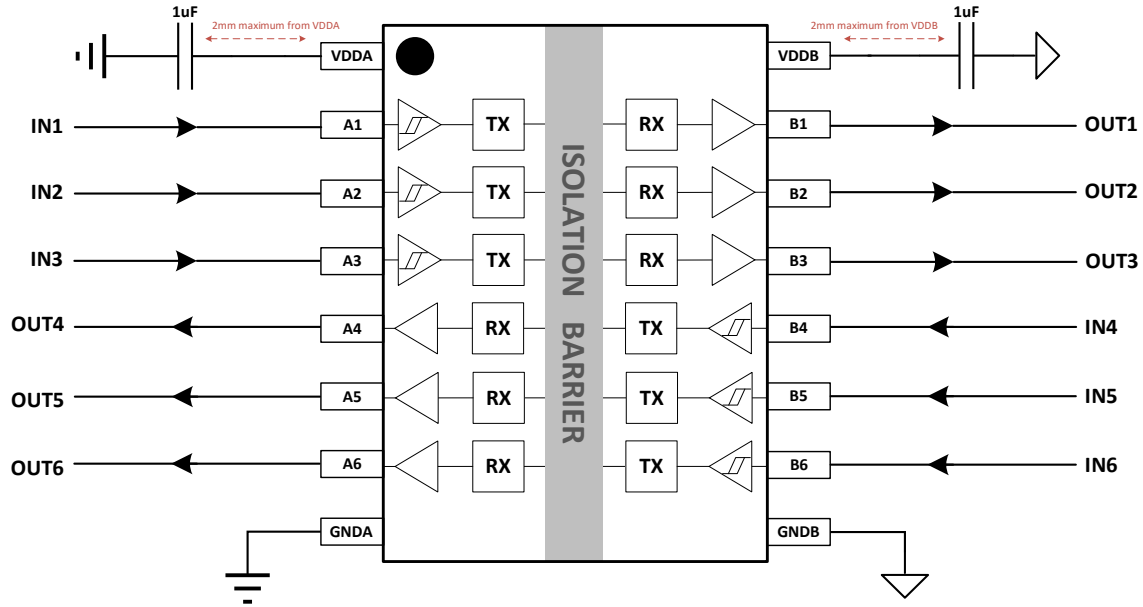 1uF
2mm maximum from VDDA
2mm maximum from VDDB
1uF
VDDA
VDDB
IN1
A1
TX
RX
B1
OUT1
IN2
A2
TX
RX
B2
OUT2
IN3
A3
TX
RX
B3
OUT3
OUT4
A4
RX
TX
B4
IN4
OUT5
A5
RX
TX
B5
IN5
OUT6
A6
RX
TX
B6
IN6
ISOLATION BARRIER
GNDA
GNDB